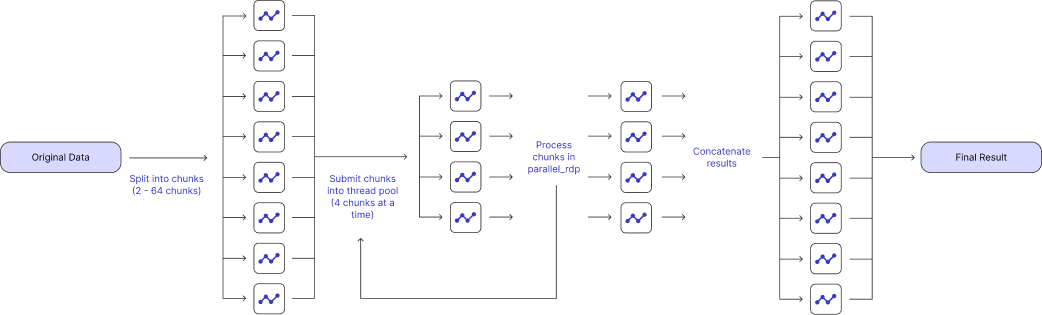 Original Data
Split into chunks
(2 - 64 chunks)
Submit chunks
into thread pool
(4 chunks at a
time)
Process
chunks in
parallel_rdp
Concatenate
results
Final Result